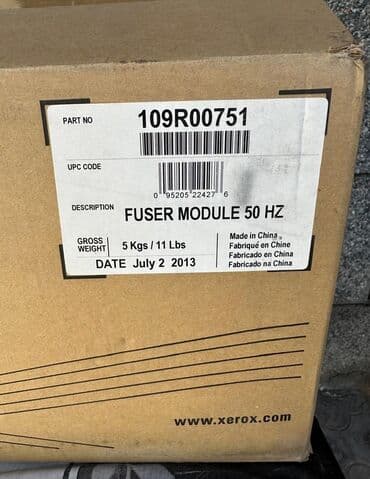 PART NO 109R00751
UPC CODE
0 95205 22427 6
DESCRIPTION FUSER MODULE 50 HZ
GROSS WEIGHT 5 Kgs / 11 Lbs
DATE July 2 2013
Made in China
Fabriqué en Chine
Fabricado en China
Fabricado na China
www.xerox.com